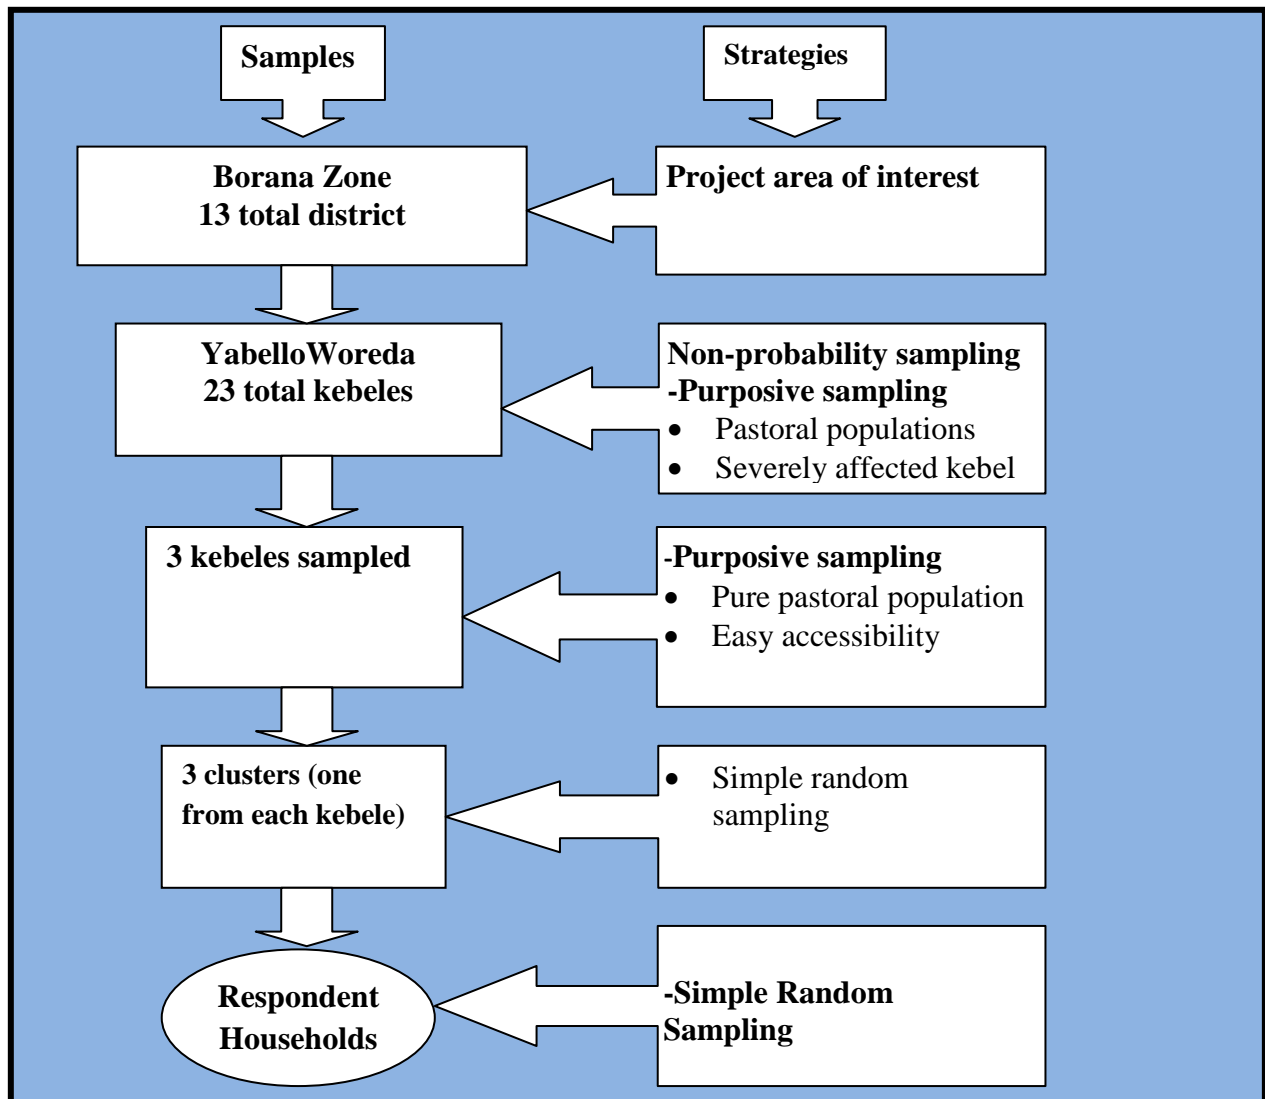 Samples
Strategies
Borana Zone
13 total district
Project area of interest
YabelloWoreda
23 total kebeles
Non-probability sampling
-Purposive sampling
• Pastoral populations
• Severely affected kebel
3 kebeles sampled
-Purposive sampling
• Pure pastoral population
• Easy accessibility
3 clusters (one
from each kebele)
• Simple random
sampling
Respondent
Households
-Simple Random
Sampling